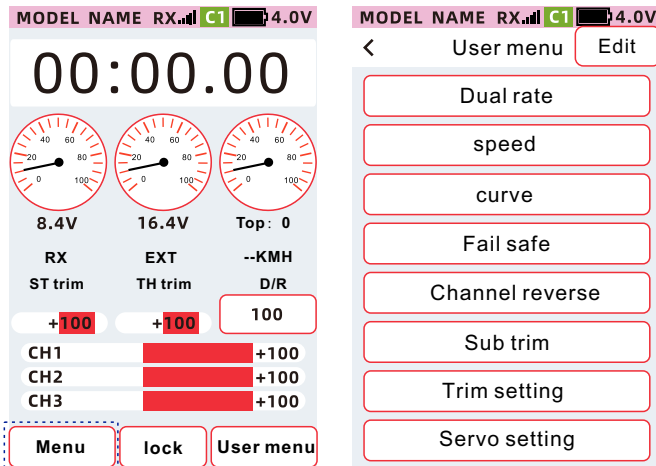 MODEL NAME RX C1 4.0V
00:00.00
40 60
20 80
0 100
40 60
20 80
0 100
40 60
20 80
0 100
8.4V 16.4V Top: 0
RX EXT --KMH
ST trim TH trim D/R
+100 +100 100
CH1 +100
CH2 +100
CH3 +100
Menu lock User menu
MODEL NAME RX C1 4.0V
< User menu Edit
Dual rate
speed
curve
Fail safe
Channel reverse
Sub trim
Trim setting
Servo setting